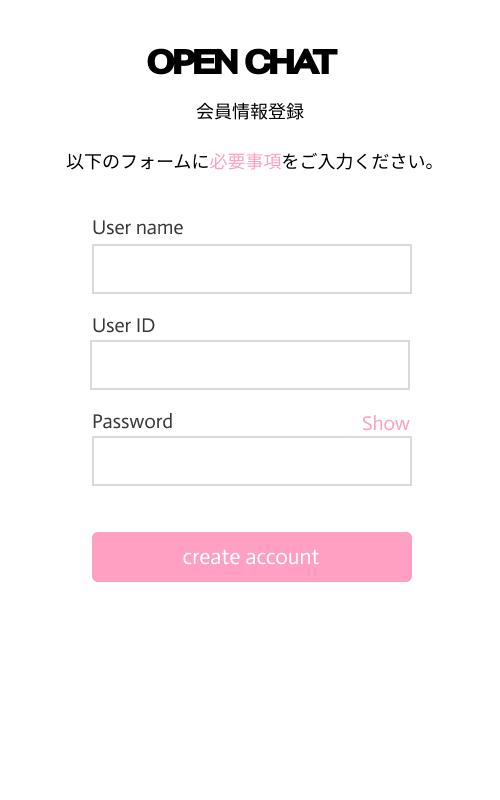 OPEN CHAT
会員情報登録
以下のフォームに必要事項をご入力ください。
User name
User ID
Password
Show
create account